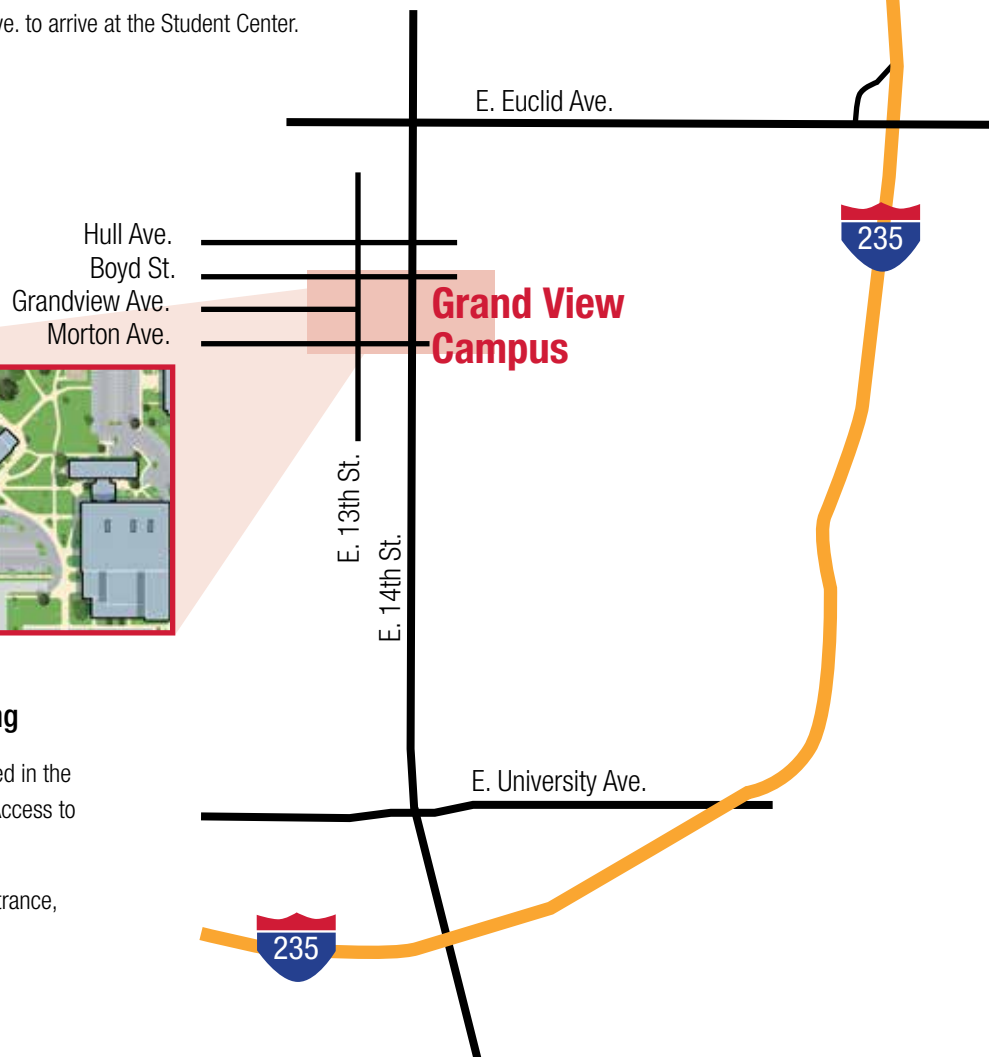 ve. to arrive at the Student Center.
E. Euclid Ave.
235
Hull Ave.
Boyd St.
Grandview Ave.
Morton Ave.
Grand View
Campus
E. 13th St.
E. 14th St.
ng
ed in the
Access to
trance,
E. University Ave.
235